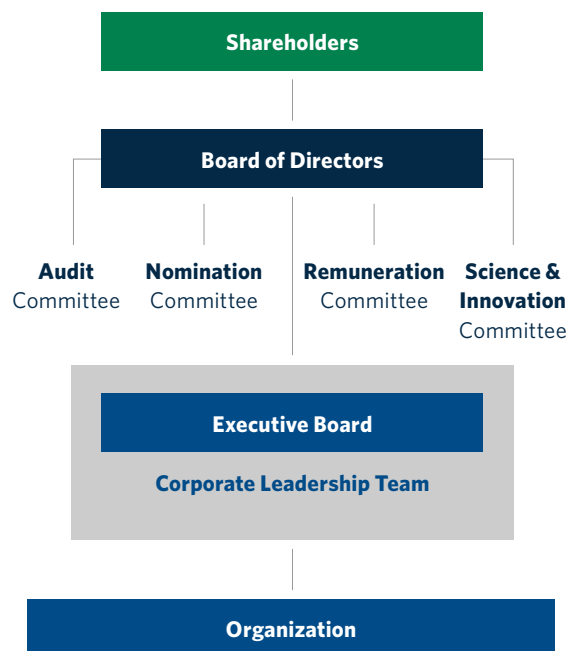 Shareholders
Board of Directors
Audit
Committee
Nomination
Committee
Remuneration
Committee
Science &
Innovation
Committee
Executive Board
Corporate Leadership Team
Organization